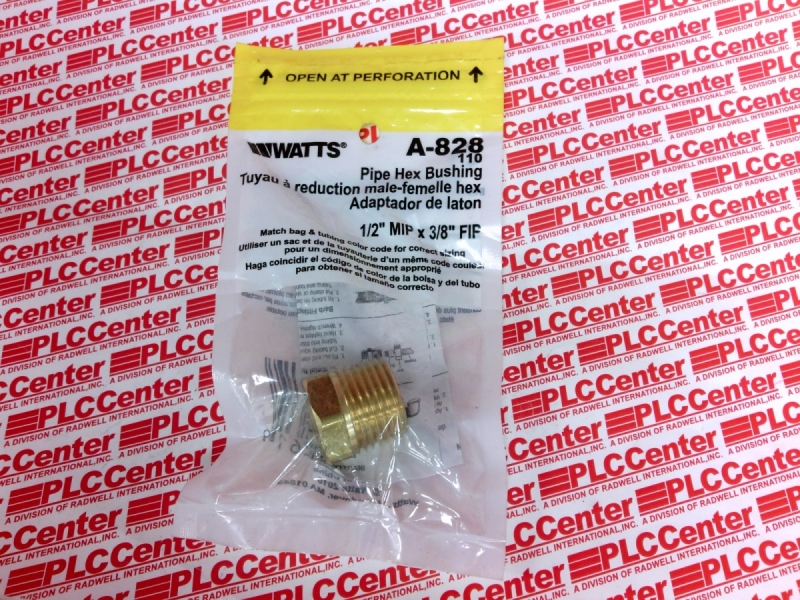 OPEN AT PERFORATION
WATTS®
A-828
110
Pipe Hex Bushing
Tuyau à reduction male-femelle hex
Adaptador de laton
1/2" MIP x 3/8" FIP
Match bag & tubing color code for correct sizing
Utiliser un sac et de la tuyauterie d'un même code couleur
pour un dimensionnement approprié
Haga coincidir el código de color de la bolsa y del tubo
para obtener el tamaño correcto
PLCCenter
A DIVISION OF RADWELL INTERNATIONAL, INC.